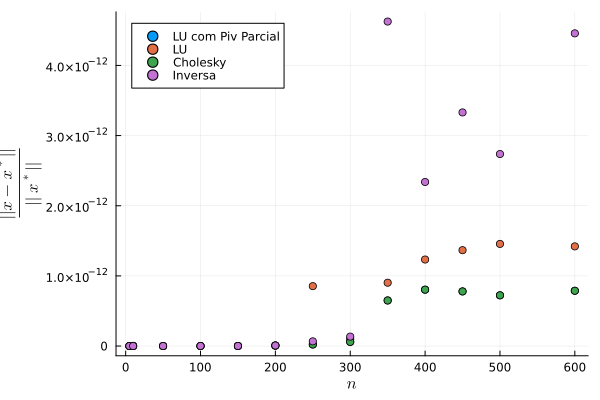 LU com Piv Parcial
LU
Cholesky
Inversa
4.0×10⁻¹²
3.0×10⁻¹²
2.0×10⁻¹²
1.0×10⁻¹²
0
||x − x*||
||x*||
0 100 200 300 400 500 600
n